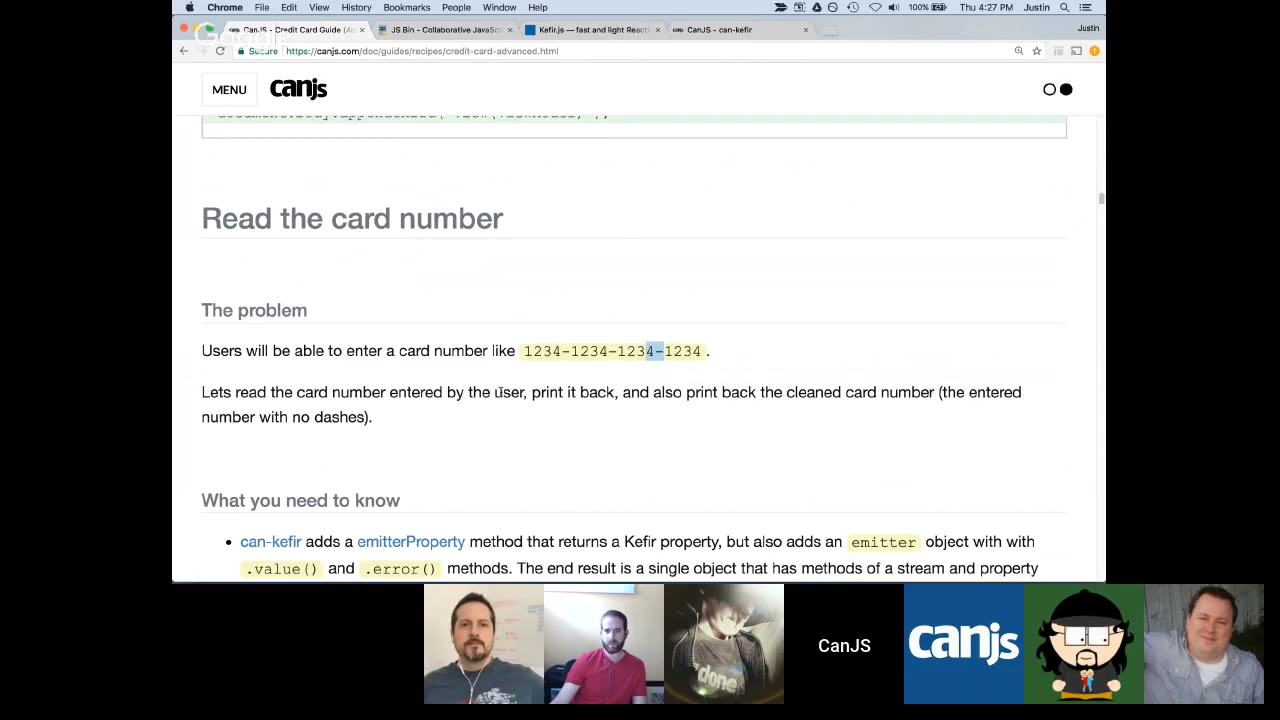 Chrome File Edit View History Bookmarks People Window Help 100% Thu 4:27 PM Justin
CanJS - Credit Card Guide (Ad JS Bin - Collaborative JavaScr Kefir.js — fast and light Reacti CanJS - can-kefir Justin
Secure https://canjs.com/doc/guides/recipes/credit-card-advanced.html
MENU canjs
Read the card number
The problem
Users will be able to enter a card number like 1234-1234-1234-1234 .
Lets read the card number entered by the user, print it back, and also print back the cleaned card number (the entered
number with no dashes).
What you need to know
can-kefir adds a emitterProperty method that returns a Kefir property, but also adds an emitter object with with
.value() and .error() methods. The end result is a single object that has methods of a stream and property
done
CanJS
canjs